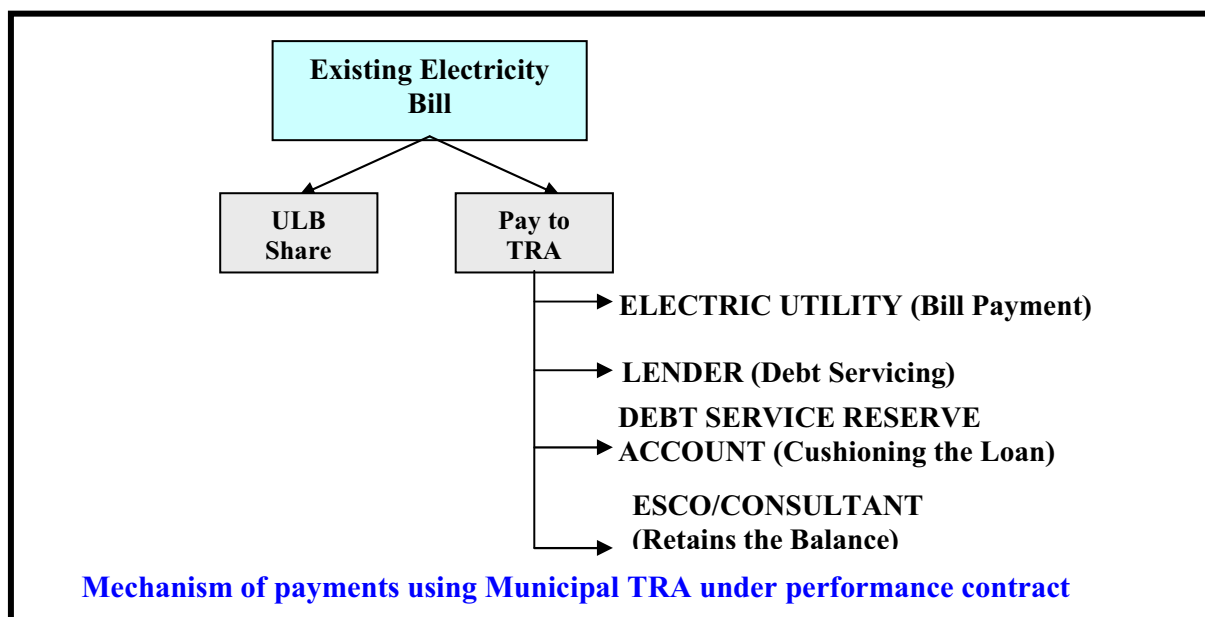 Existing Electricity
Bill
ULB
Share
Pay to
TRA
ELECTRIC UTILITY (Bill Payment)
LENDER (Debt Servicing)
DEBT SERVICE RESERVE
ACCOUNT (Cushioning the Loan)
ESCO/CONSULTANT
(Retains the Balance)
Mechanism of payments using Municipal TRA under performance contract